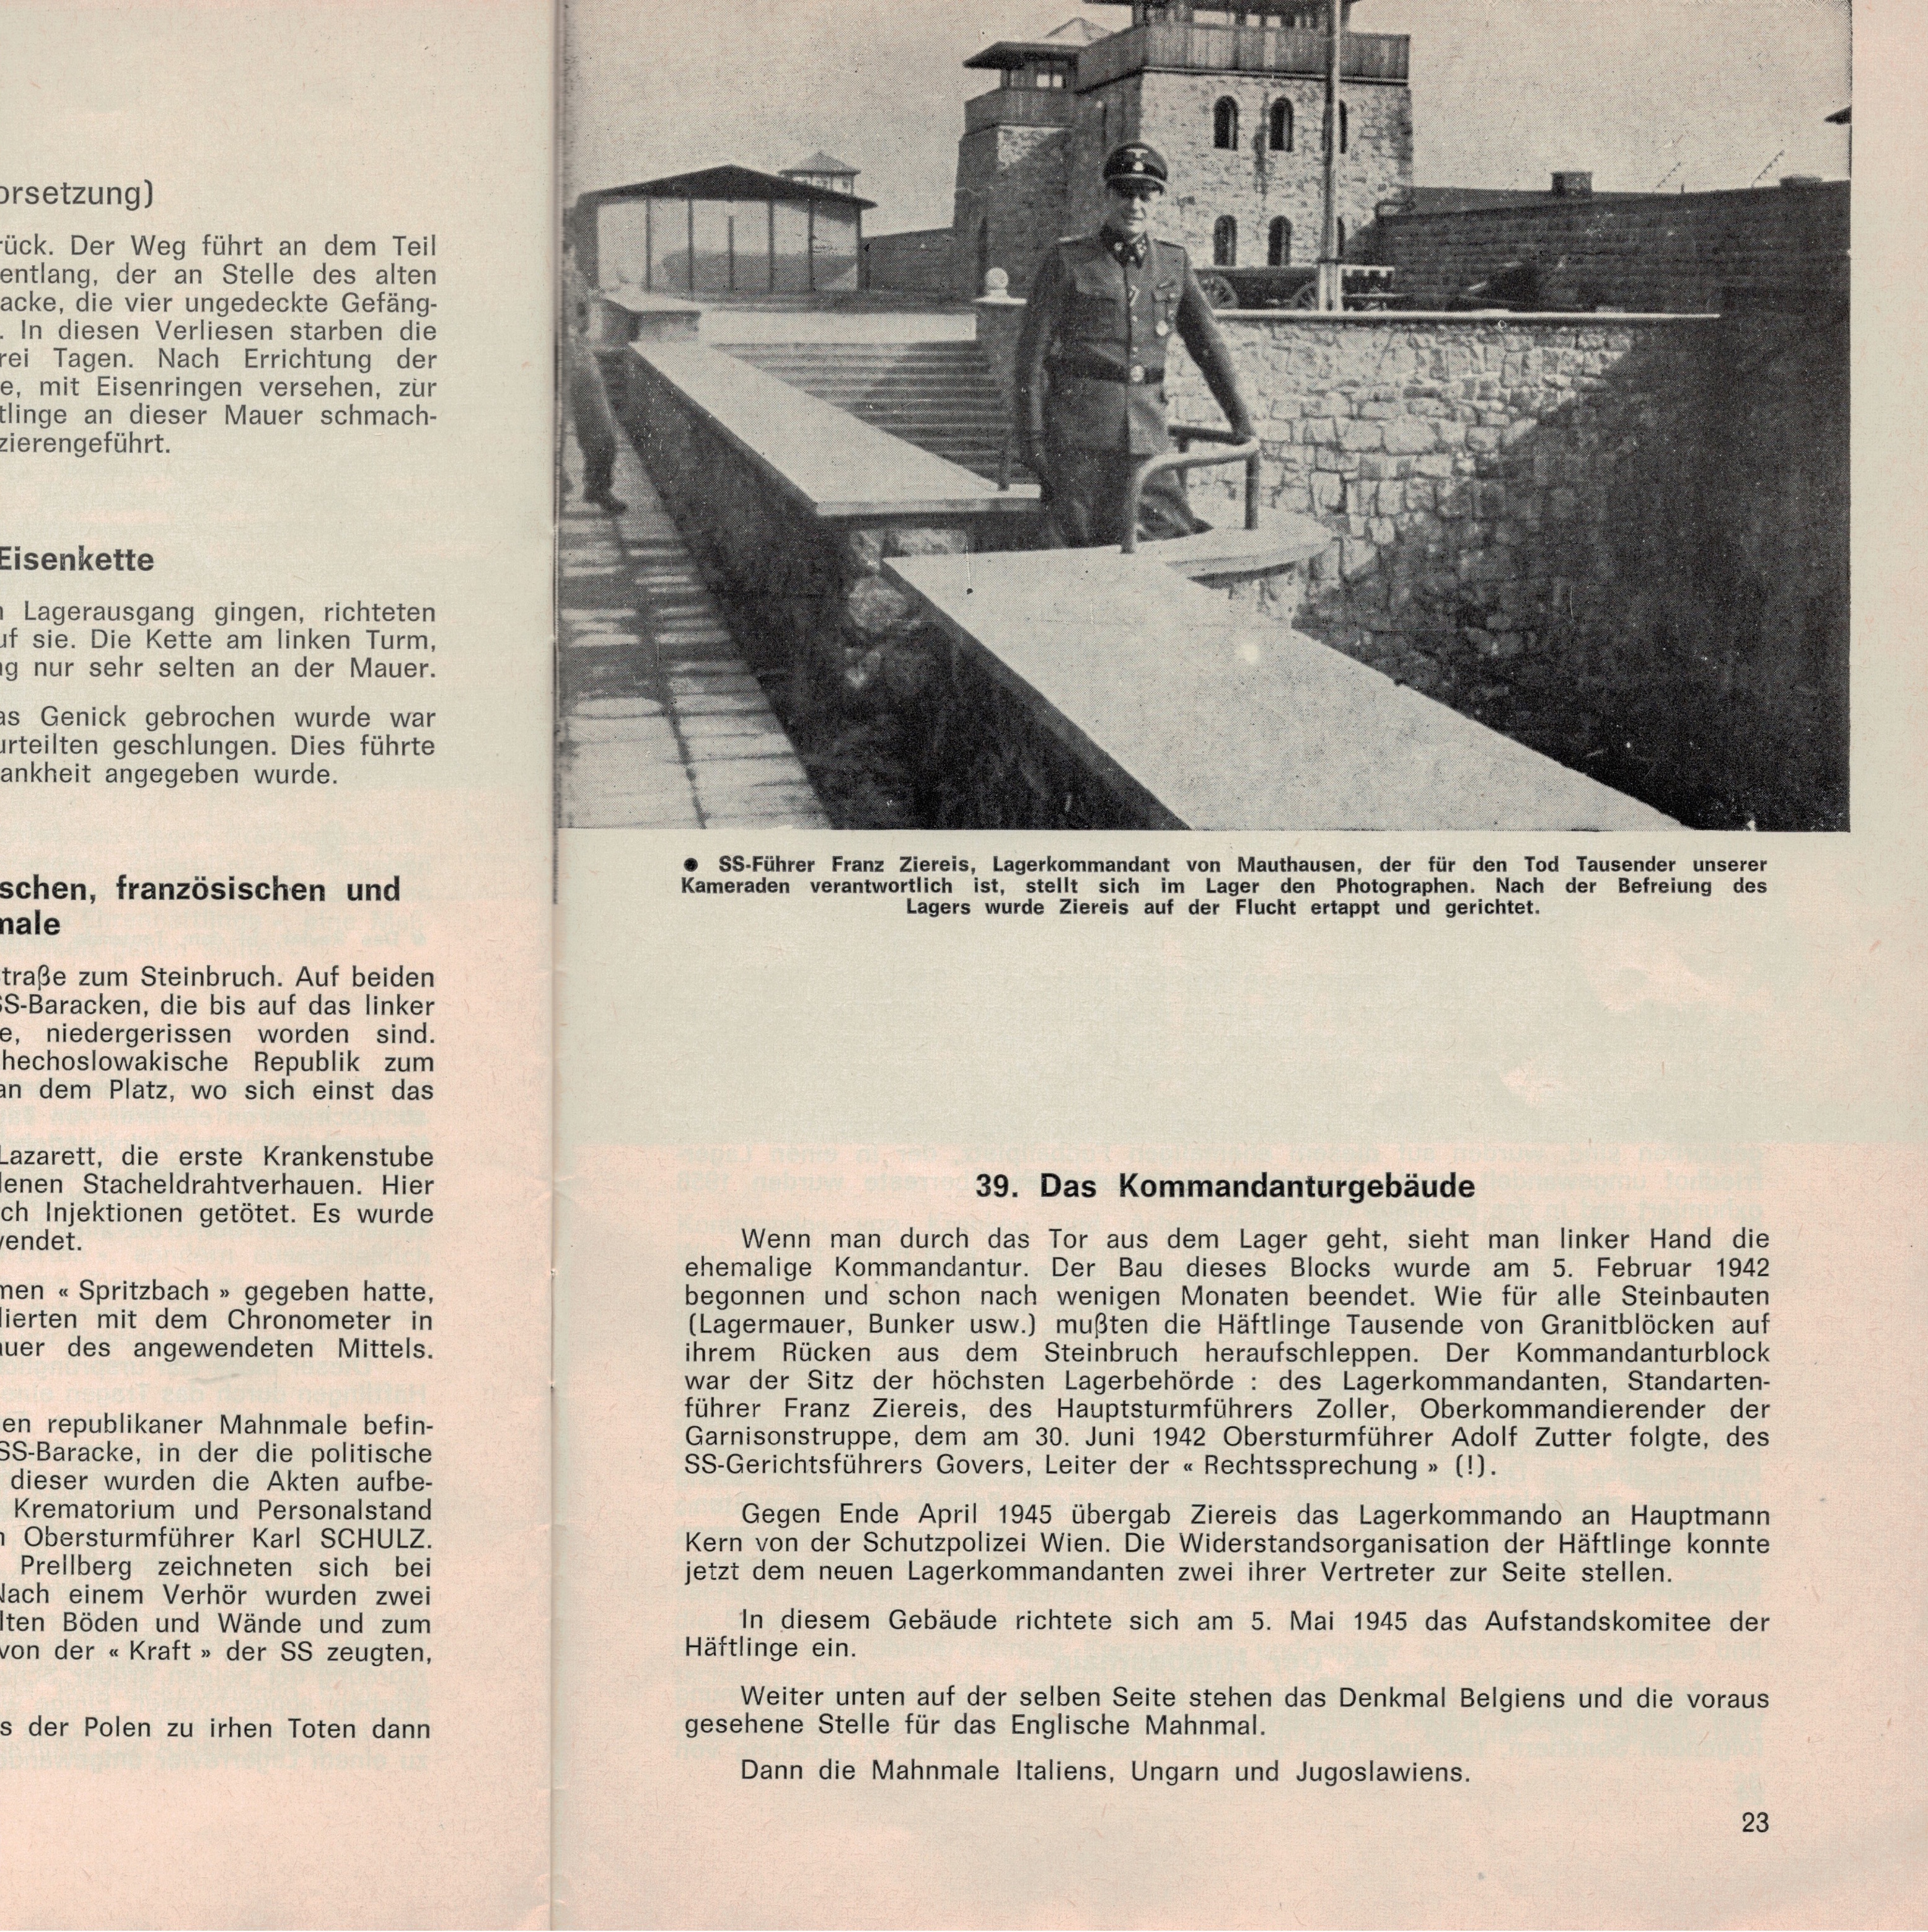 orsetzung)
rück. Der Weg führt an dem Teil
entlang, der an Stelle des alten
acke, die vier ungedeckte Gefäng-
. In diesen Verliesen starben die
rei Tagen. Nach Errichtung der
e, mit Eisenringen versehen, zur
tlinge an dieser Mauer schmach-
zierengeführt.
Eisenkette
n Lagerausgang gingen, richteten
uf sie. Die Kette am linken Turm,
ng nur sehr selten an der Mauer.
as Genick gebrochen wurde war
urteilten geschlungen. Dies führte
ankheit angegeben wurde.
schen, französischen und
male
traße zum Steinbruch. Auf beiden
SS-Baracken, die bis auf das linker
e, niedergerissen worden sind.
hechoslowakische Republik zum
an dem Platz, wo sich einst das
Lazarett, die erste Krankenstube
denen Stacheldrahtverhauen. Hier
ch Injektionen getötet. Es wurde
wendet.
men « Spritzbach » gegeben hatte,
dierten mit dem Chronometer in
auer des angewendeten Mittels.
en republikaner Mahnmale befin-
SS-Baracke, in der die politische
dieser wurden die Akten aufbe-
Krematorium und Personalstand
n Obersturmführer Karl SCHULZ.
Prellberg zeichneten sich bei
Nach einem Verhör wurden zwei
lten Böden und Wände und zum
von der « Kraft » der SS zeugten,
s der Polen zu irhen Toten dann
● SS-Führer Franz Ziereis, Lagerkommandant von Mauthausen, der für den Tod Tausender unserer
Kameraden verantwortlich ist, stellt sich im Lager den Photographen. Nach der Befreiung des
Lagers wurde Ziereis auf der Flucht ertappt und gerichtet.
39. Das Kommandanturgebäude
Wenn man durch das Tor aus dem Lager geht, sieht man linker Hand die
ehemalige Kommandantur. Der Bau dieses Blocks wurde am 5. Februar 1942
begonnen und schon nach wenigen Monaten beendet. Wie für alle Steinbauten
(Lagermauer, Bunker usw.) mußten die Häftlinge Tausende von Granitblöcken auf
ihrem Rücken aus dem Steinbruch heraufschleppen. Der Kommandanturblock
war der Sitz der höchsten Lagerbehörde : des Lagerkommandanten, Standarten-
führer Franz Ziereis, des Hauptsturmführers Zoller, Oberkommandierender der
Garnisonstruppe, dem am 30. Juni 1942 Obersturmführer Adolf Zutter folgte, des
SS-Gerichtsführers Govers, Leiter der « Rechtssprechung » (!).
Gegen Ende April 1945 übergab Ziereis das Lagerkommando an Hauptmann
Kern von der Schutzpolizei Wien. Die Widerstandsorganisation der Häftlinge konnte
jetzt dem neuen Lagerkommandanten zwei ihrer Vertreter zur Seite stellen.
In diesem Gebäude richtete sich am 5. Mai 1945 das Aufstandskomitee der
Häftlinge ein.
Weiter unten auf der selben Seite stehen das Denkmal Belgiens und die voraus
gesehene Stelle für das Englische Mahnmal.
Dann die Mahnmale Italiens, Ungarn und Jugoslawiens.
23